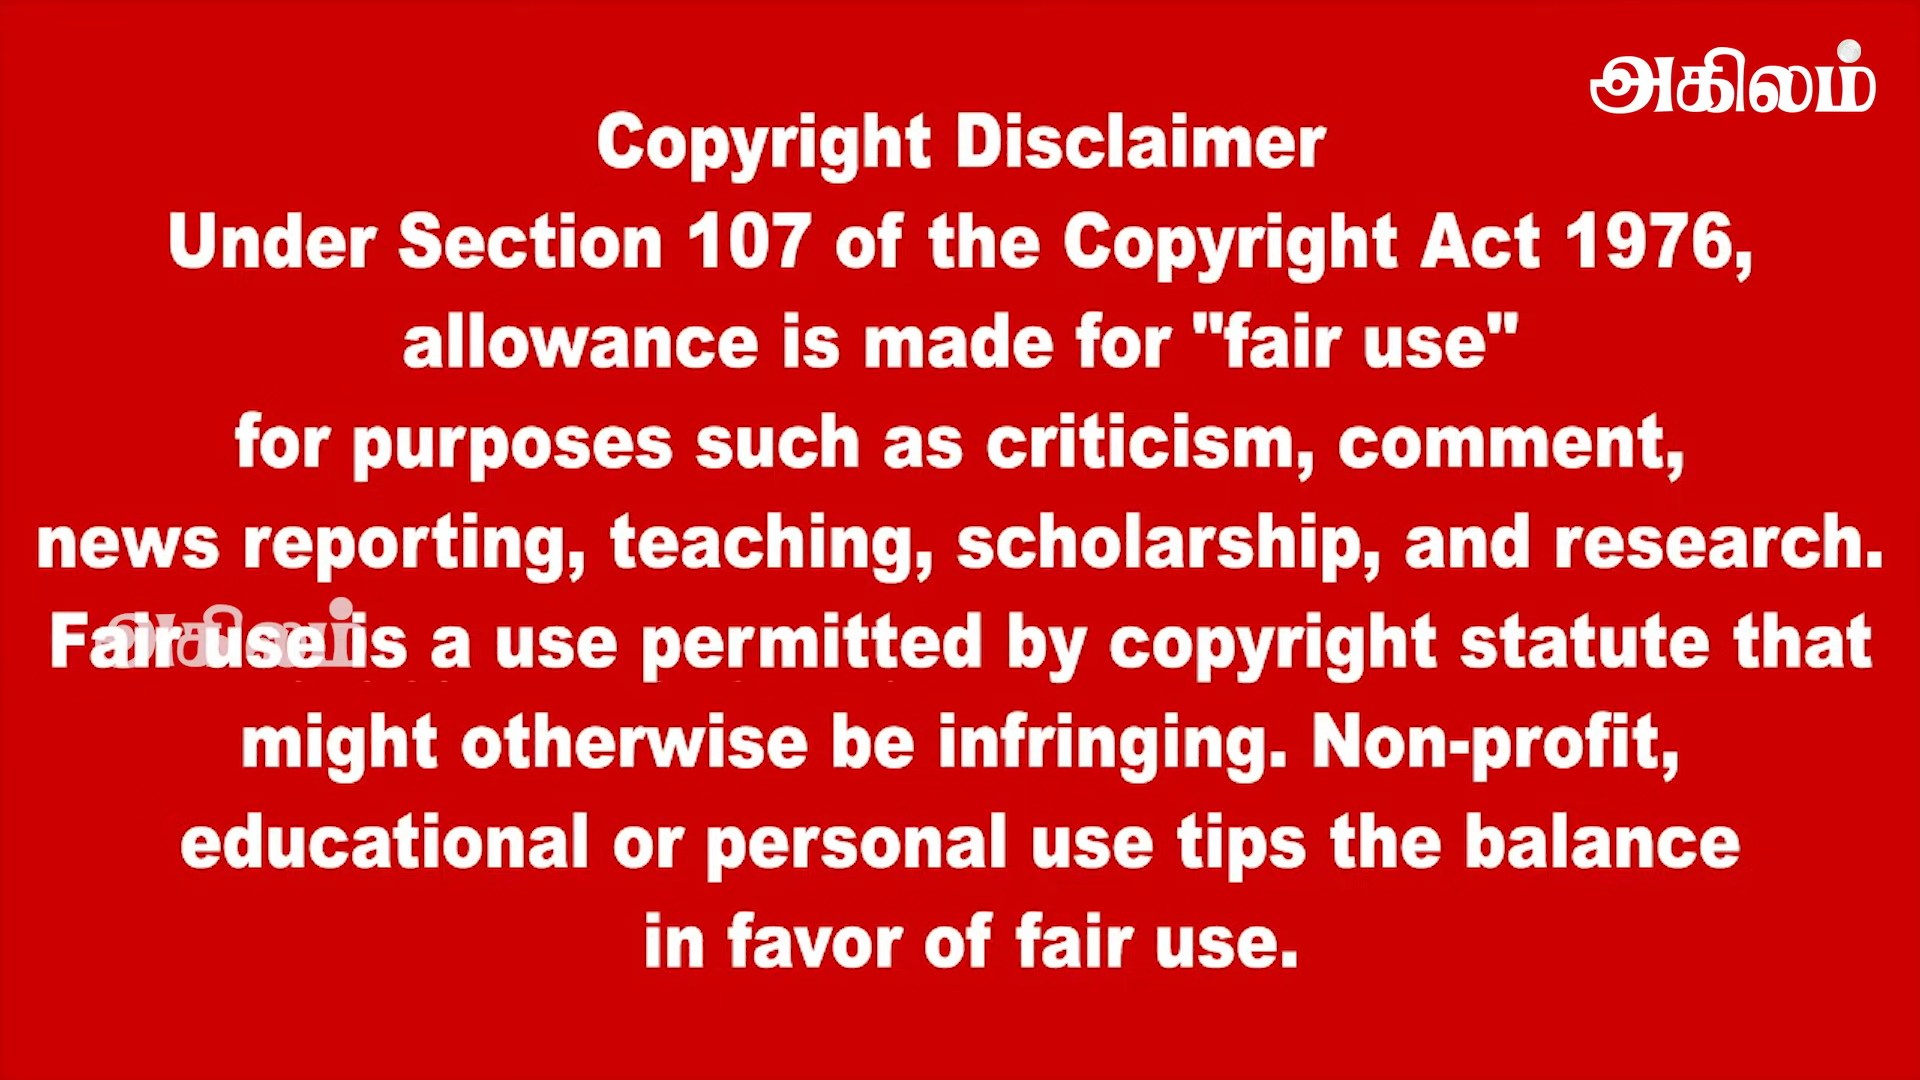 அகிலம்
Copyright Disclaimer
Under Section 107 of the Copyright Act 1976,
allowance is made for "fair use"
for purposes such as criticism, comment,
news reporting, teaching, scholarship, and research.
Fair use is a use permitted by copyright statute that
அகிலம்
might otherwise be infringing. Non-profit,
educational or personal use tips the balance
in favor of fair use.